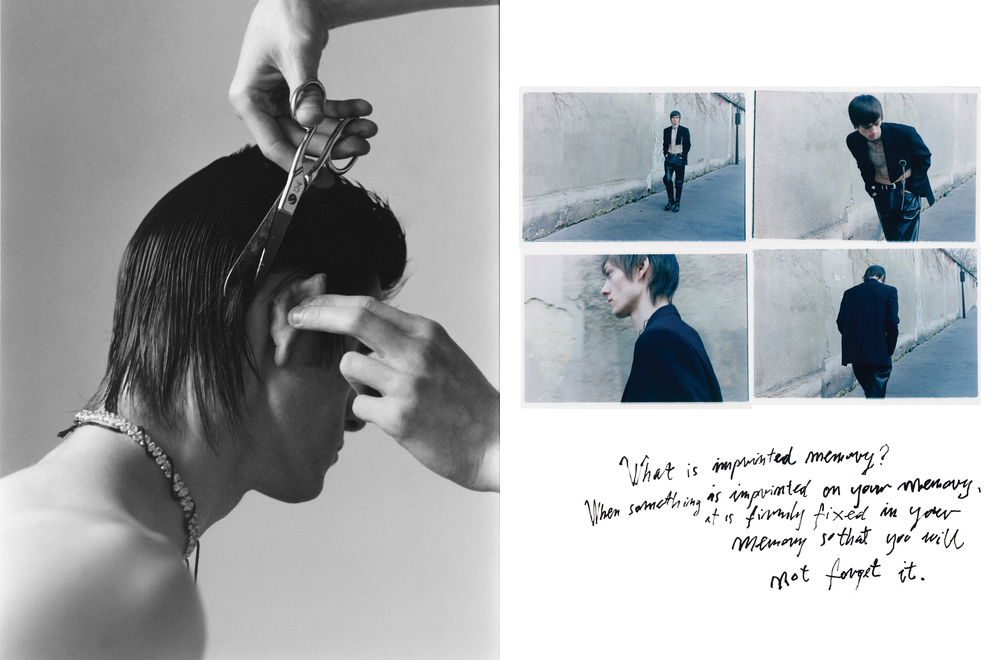 What is imprinted memory?
When something is imprinted on your memory,
it is firmly fixed in your
memory so that you will
not forget it.